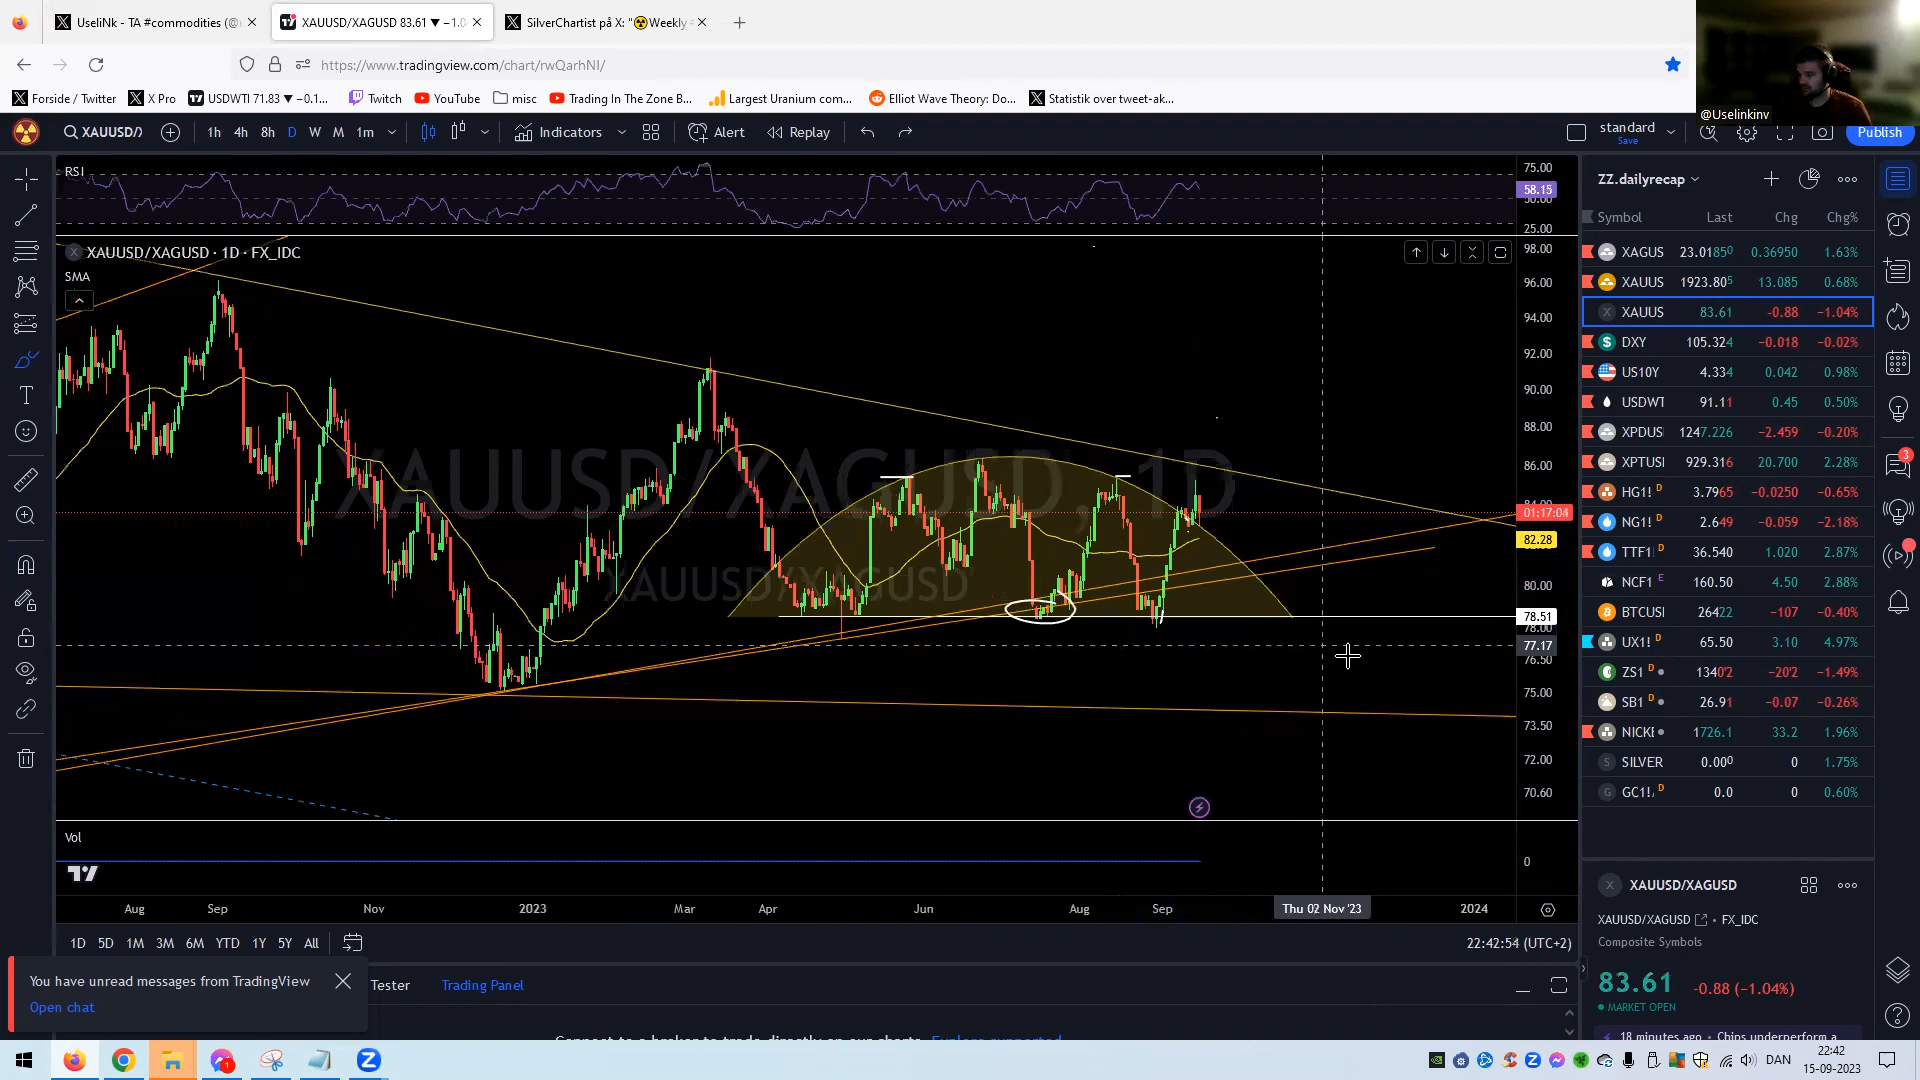 UseliNk - TA #commodities (@
XAUUSD/XAGUSD 83.61 ▼ −1.0
SilverChartist på X: "☢Weekly
https://www.tradingview.com/chart/rwQarhNI/
Forside / Twitter
X Pro
USDWTI 71.83 ▼ −0.1...
Twitch
YouTube
misc
Trading In The Zone B...
Largest Uranium com...
Elliot Wave Theory: Do...
Statistik over tweet-ak...
@Uselinkinv
XAUUSD/X
1h 4h 8h D W M 1m
Indicators
Alert
Replay
standard
Save
Publish
RSI
75.00
58.15
50.00
25.00
XAUUSD/XAGUSD · 1D · FX_IDC
SMA
XAUUSD/XAGUSD, 1D
XAUUSD/XAGUSD
98.00
96.00
94.00
92.00
90.00
88.00
86.00
84.00
01:17:04
82.28
80.00
78.51
78.00
77.17
76.50
75.00
73.50
72.00
70.60
Vol
0
Aug Sep Nov 2023 Mar Apr Jun Aug Sep Thu 02 Nov '23 2024
1D 5D 1M 3M 6M YTD 1Y 5Y All
22:42:54 (UTC+2)
You have unread messages from TradingView
Open chat
Tester
Trading Panel
ZZ.dailyrecap
Symbol Last Chg Chg%
XAGUS 23.0185⁰ 0.36950 1.63%
XAUUS 1923.80⁵ 13.085 0.68%
XAUUS 83.61 -0.88 −1.04%
DXY 105.324 −0.018 −0.02%
US10Y 4.334 0.042 0.98%
USDWT 91.11 0.45 0.50%
XPDUS 1247.226 −2.459 −0.20%
XPTUSI 929.316 20.700 2.28%
HG1! D 3.7965 −0.0250 −0.65%
NG1! D 2.649 −0.059 −2.18%
TTF1! D 36.540 1.020 2.87%
NCF1 E 160.50 4.50 2.88%
BTCUSI 26422 −107 −0.40%
UX1! D 65.50 3.10 4.97%
ZS1 D 1340'2 −20'2 −1.49%
SB1 D 26.91 −0.07 −0.26%
NICKE 1726.1 33.2 1.96%
SILVER 0.00⁰ 0 1.75%
GC1! D 0.0 0 0.60%
3
XAUUSD/XAGUSD
XAUUSD/XAGUSD · FX_IDC
Composite Symbols
83.61 -0.88 (−1.04%)
MARKET OPEN
18 minutes ago · Chips underperform a
DAN
22:42
15-09-2023